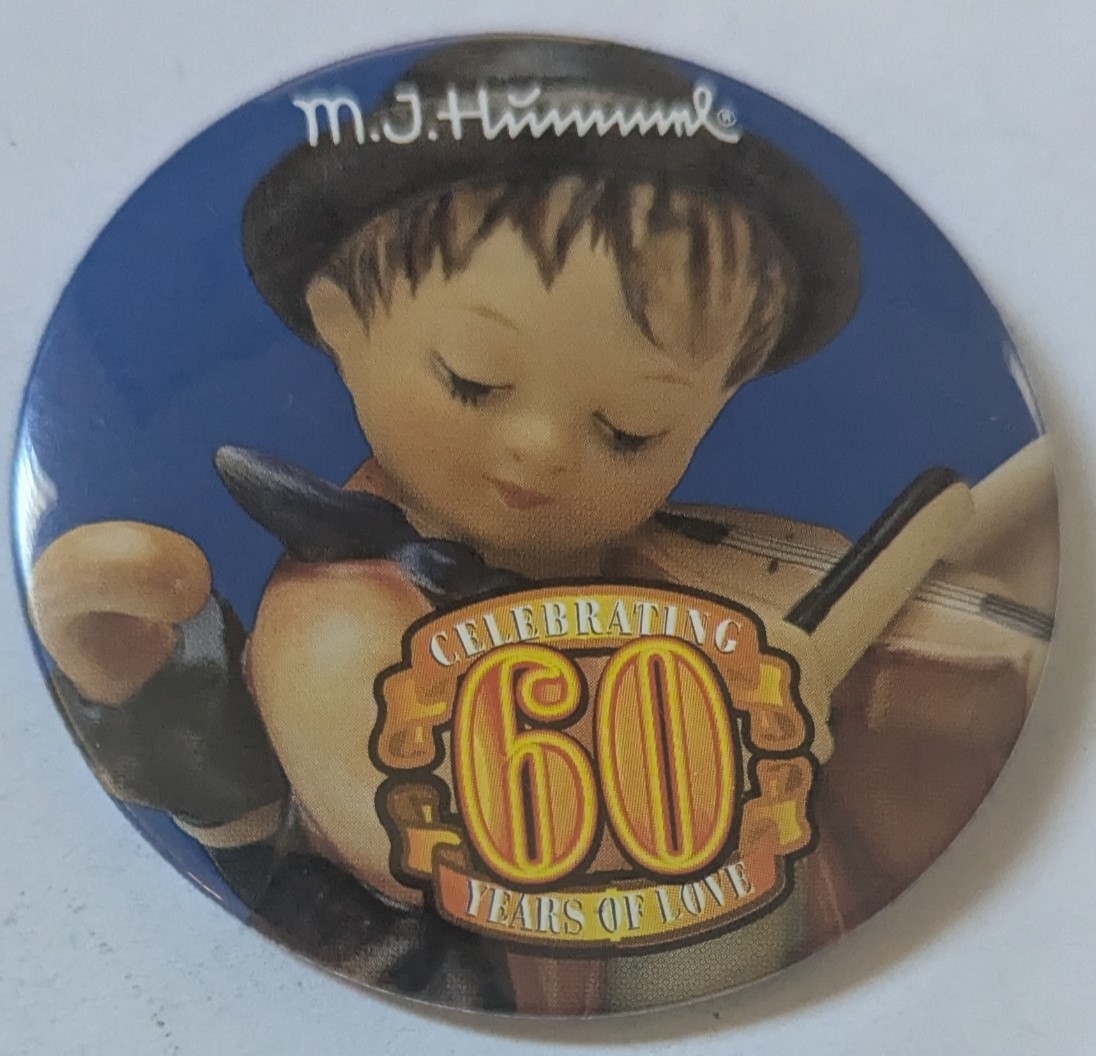 M.J.Hummel®
CELEBRATING
60
YEARS OF LOVE